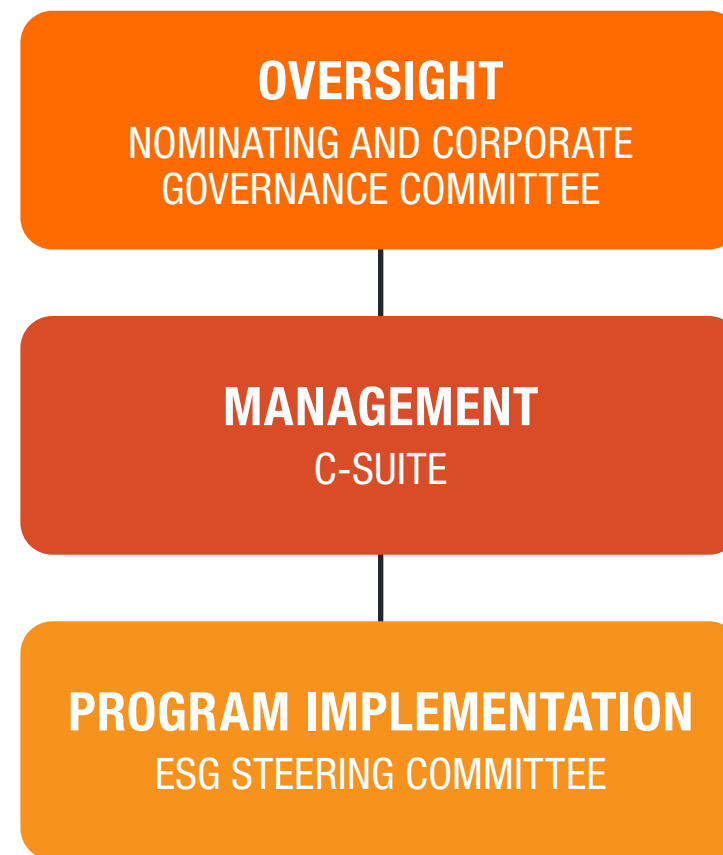 OVERSIGHT
NOMINATING AND CORPORATE
GOVERNANCE COMMITTEE
MANAGEMENT
C-SUITE
PROGRAM IMPLEMENTATION
ESG STEERING COMMITTEE